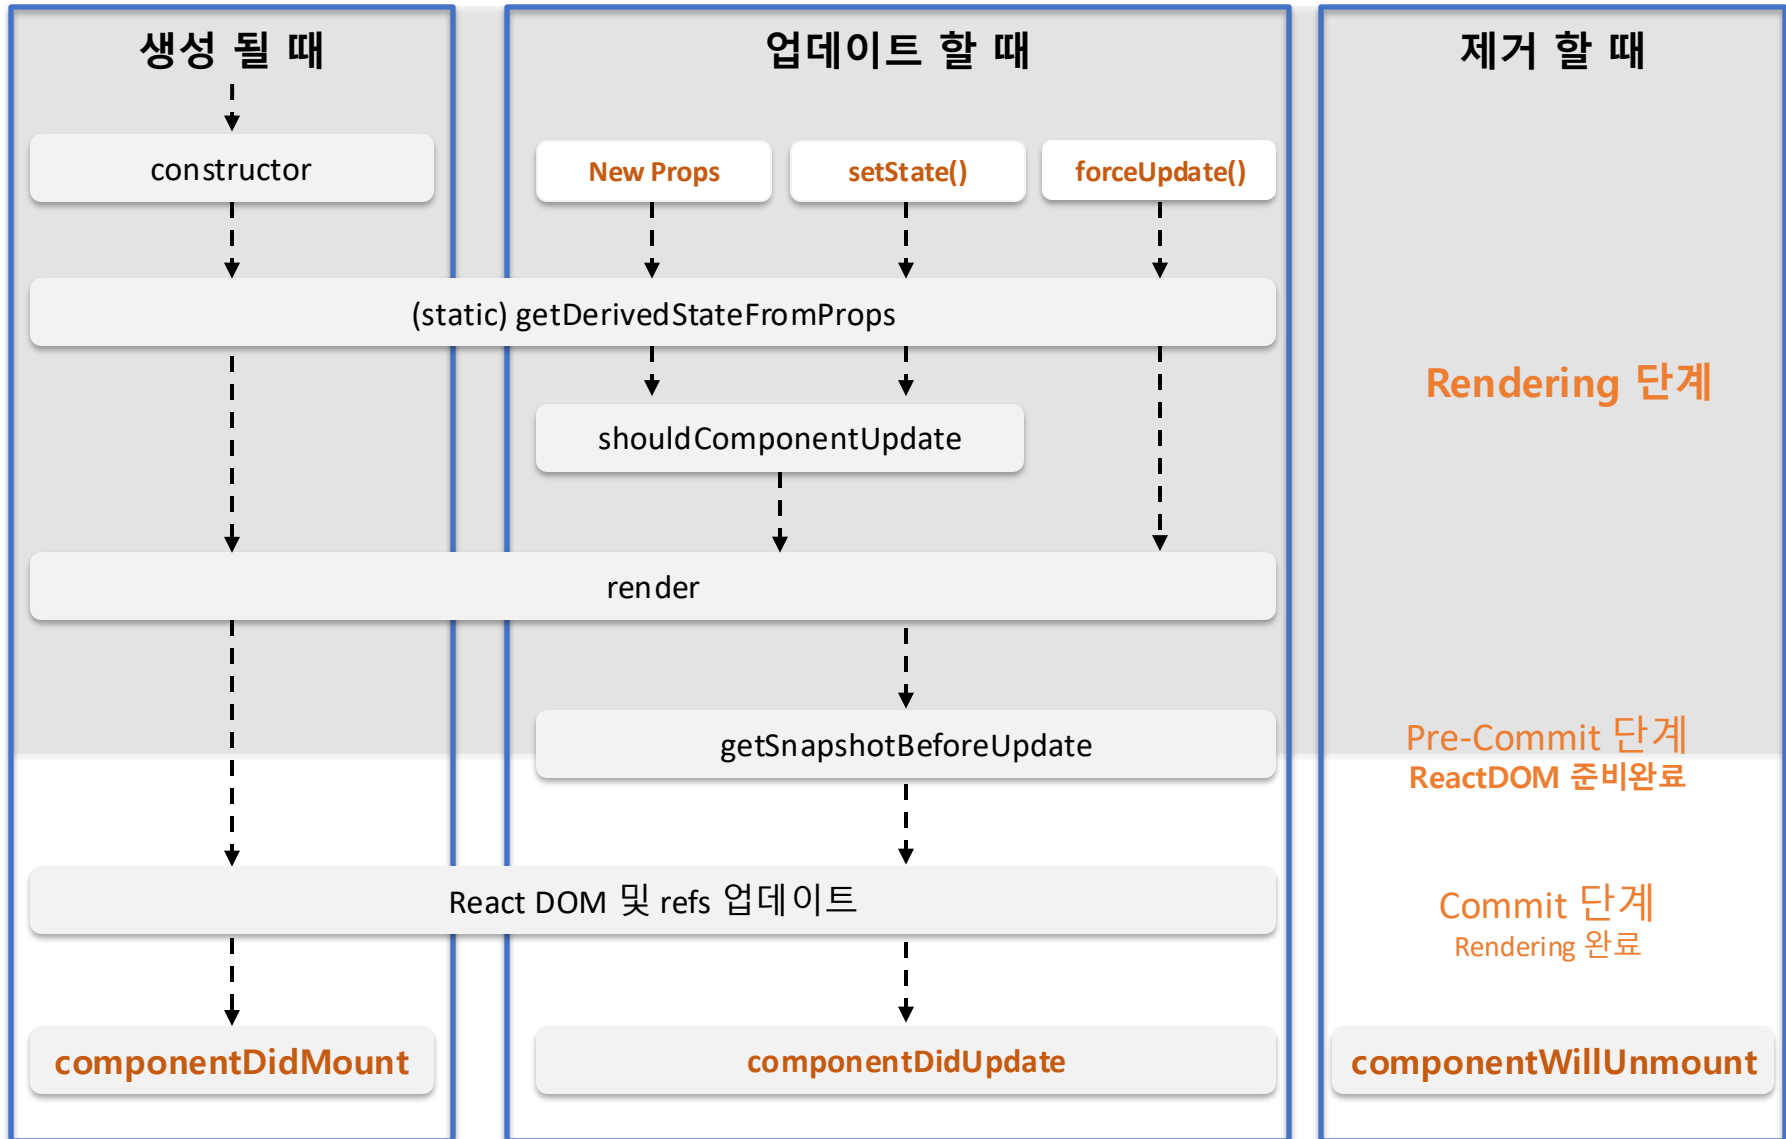 생성 될 때
업데이트 할 때
제거 할 때
constructor
New Props
setState()
forceUpdate()
(static) getDerivedStateFromProps
Rendering 단계
shouldComponentUpdate
render
getSnapshotBeforeUpdate
Pre-Commit 단계
ReactDOM 준비완료
React DOM 및 refs 업데이트
Commit 단계
Rendering 완료
componentDidMount
componentDidUpdate
componentWillUnmount